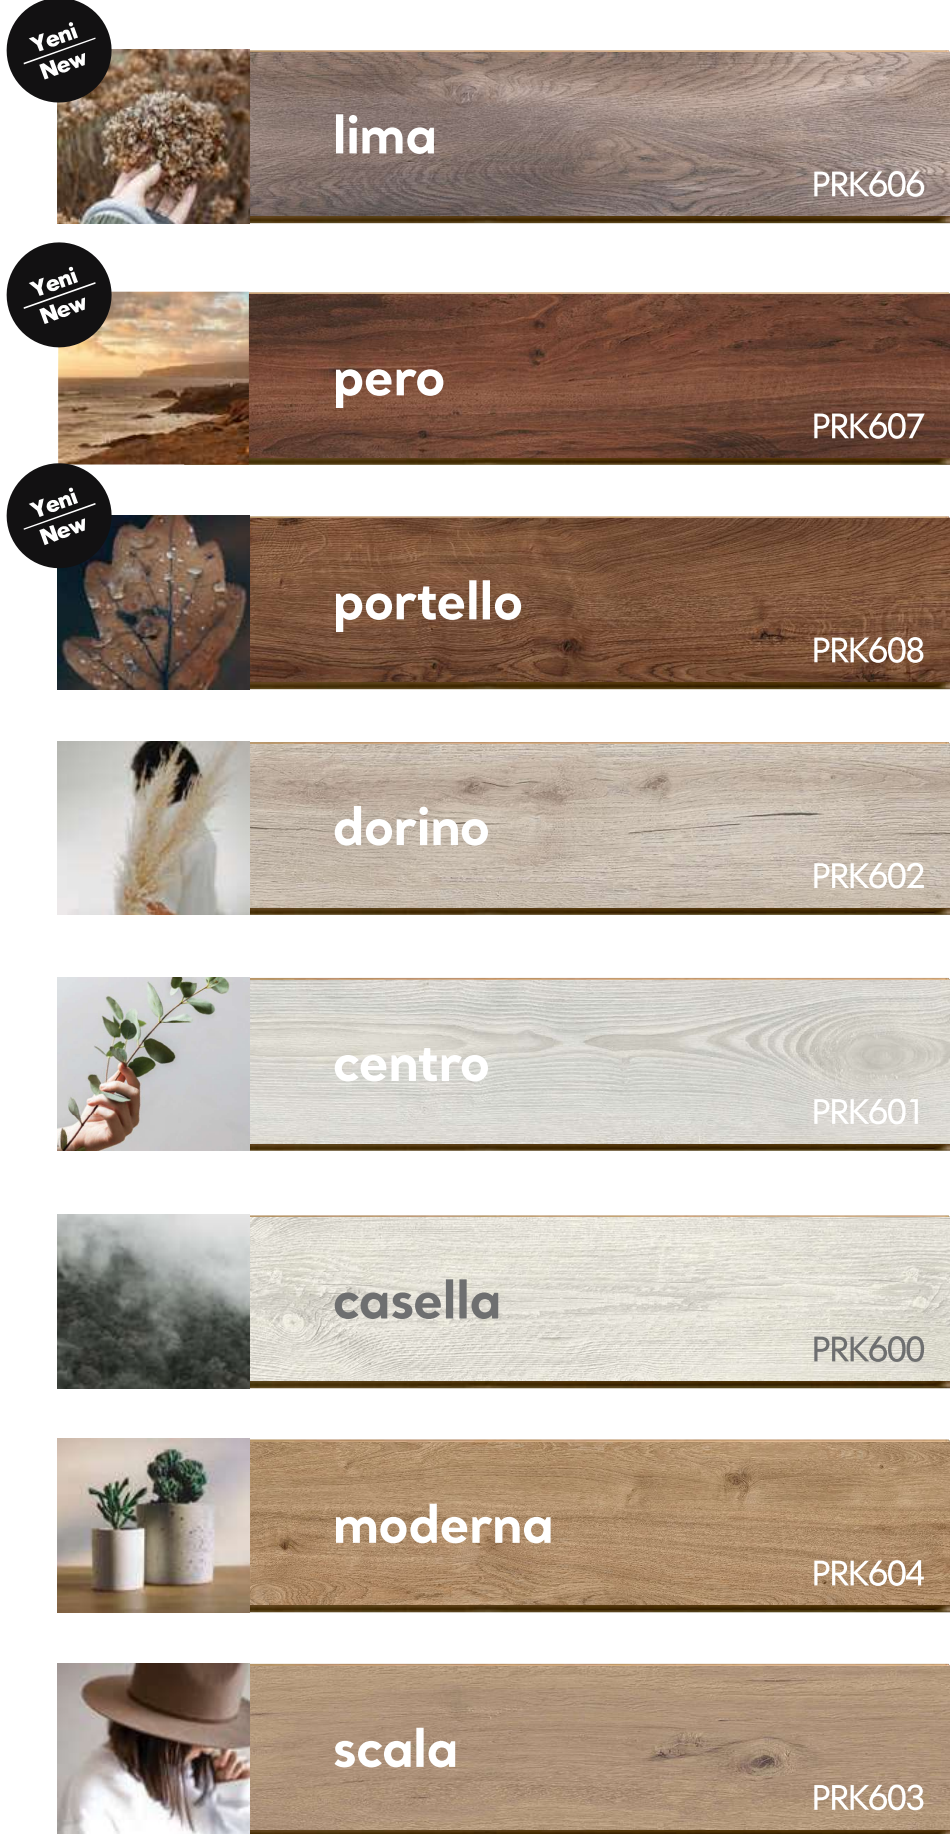 Yeni
New
lima
PRK606
Yeni
New
pero
PRK607
Yeni
New
portello
PRK608
dorino
PRK602
centro
PRK601
casella
PRK600
moderna
PRK604
scala
PRK603